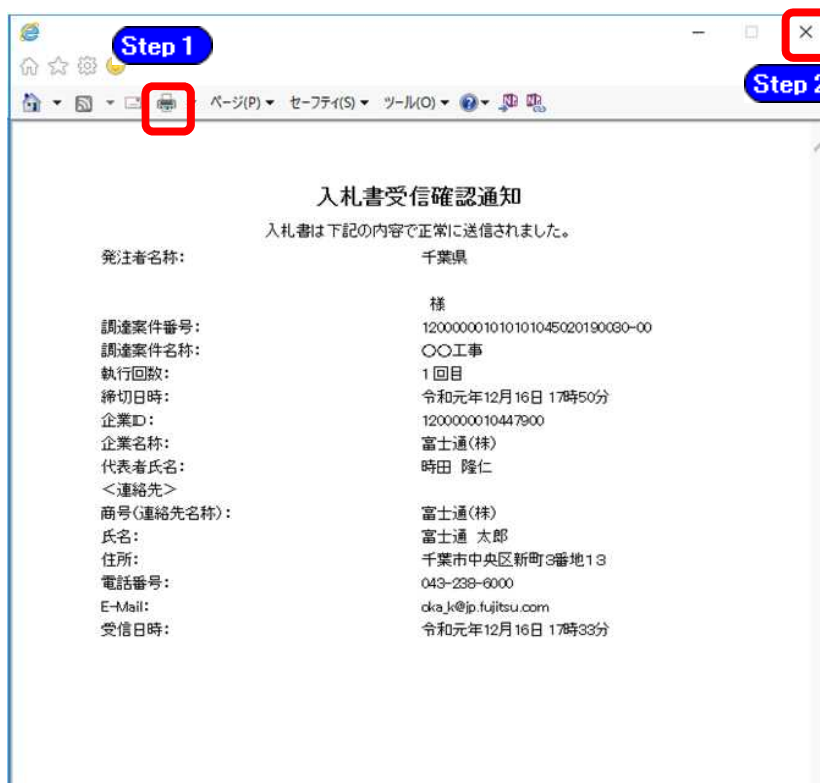 Step 1
Step 2
ページ(P) セーフティ(S) ツール(O)
入札書受信確認通知
入札書は下記の内容で正常に送信されました。
発注者名称: 千葉県
様
調達案件番号: 120000001010101045020190030-00
調達案件名称: 〇〇工事
執行回数: 1回目
締切日時: 令和元年12月16日 17時50分
企業ID: 1200000010447900
企業名称: 富士通(株)
代表者氏名: 時田 隆仁
<連絡先>
商号(連絡先名称): 富士通(株)
氏名: 富士通 太郎
住所: 千葉市中央区新町3番地13
電話番号: 043-238-6000
E-Mail: oka_k@jp.fujitsu.com
受信日時: 令和元年12月16日 17時33分